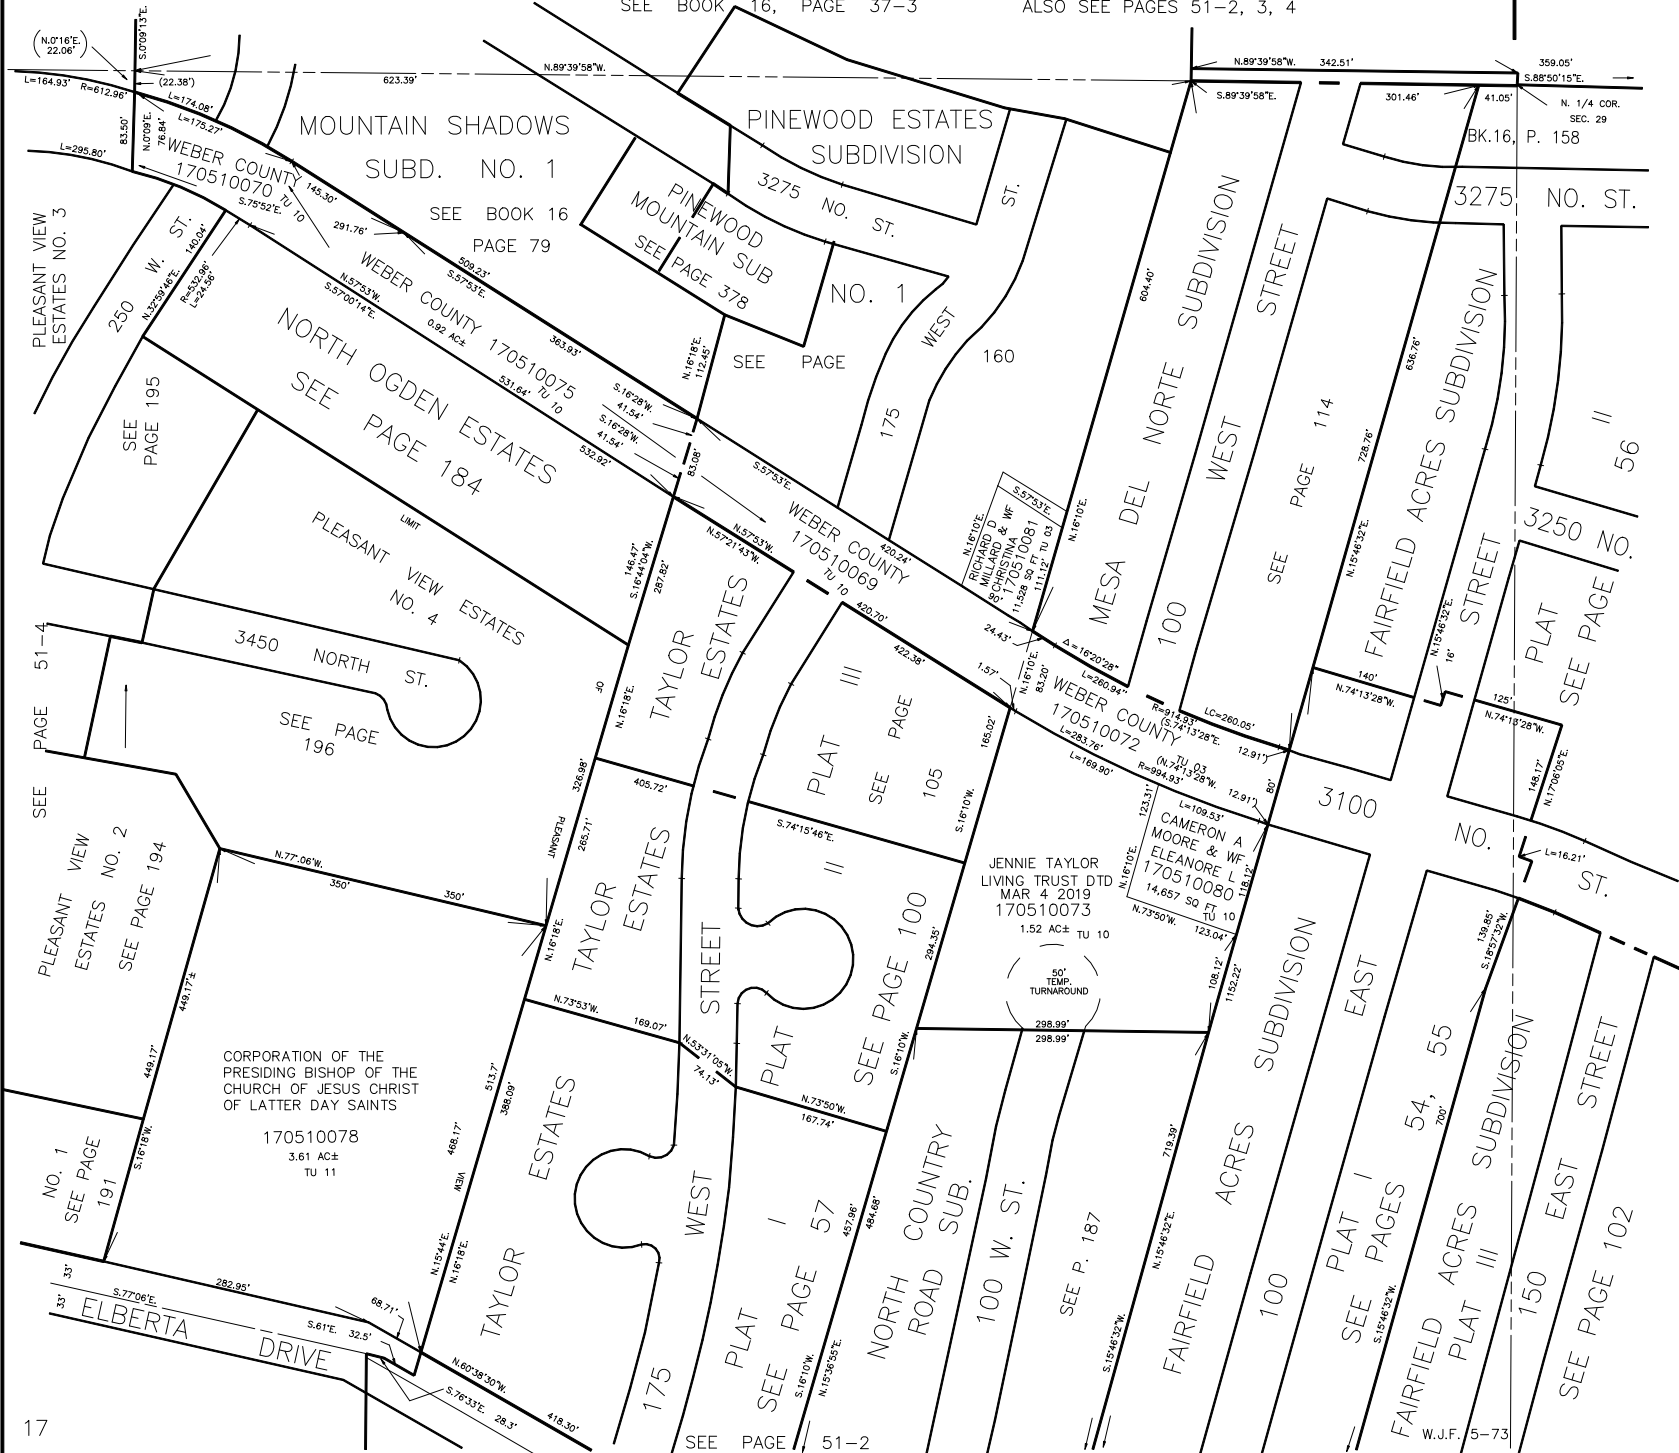 SEE BOOK 16, PAGE 37-3
ALSO SEE PAGES 51-2, 3, 4
(N.0°16'E.
22.06')
S.0°09'13"E.
L=164.93'
R=612.96'
(22.38')
L=174.08'
L=175.27'
623.39'
N.89°39'58"W.
N.89°39'58"W. 342.51'
359.05'
S.88°50'15"E.
S.89°39'58"E.
301.46'
41.05'
N. 1/4 COR.
SEC. 29
BK.16, P. 158
83.50'
N.0°09'E.
76.84'
L=295.80'
WEBER COUNTY
170510070 TU 10
S.75°52'E.
145.30'
291.76'
MOUNTAIN SHADOWS
SUBD. NO. 1
SEE BOOK 16
PAGE 79
PINEWOOD ESTATES
SUBDIVISION
3275 NO. ST.
PINEWOOD
MOUNTAIN SUB
SEE PAGE 378
NO. 1
SEE PAGE
160
175
WEST
ST.
PLEASANT VIEW
ESTATES NO. 3
250 W. ST.
140.04'
N.32°59'46"E.
R=532.96'
L=24.56'
N.57°53'W.
S.57°00'14"E.
509.23'
S.57°53'E.
WEBER COUNTY 170510075
0.92 AC±
TU 10
363.93'
531.64'
532.92'
S.16°28'W.
41.54'
S.16°28'W.
41.54'
N.16°18'E.
112.45'
83.08'
NORTH OGDEN ESTATES
SEE PAGE 184
SEE
PAGE 195
LIMIT
PLEASANT VIEW ESTATES
NO. 4
3450 NORTH ST.
SEE PAGE
196
SEE PAGE 51-4
S.57°53'E.
WEBER COUNTY
170510069
TU 10
420.24'
N.57°53'W.
N.57°21'43"W.
420.70'
422.38'
146.47'
S.16°44'04"W.
287.82'
N.16°18'E.
OF
326.98'
265.71'
PLEASANT
N.16°18'E.
TAYLOR ESTATES
405.72'
PLAT III
SEE PAGE
105
165.02'
S.16°10'W.
S.74°15'46"E.
1.57'
24.43'
N.16°10'E.
83.20'
S.57°53'E.
N.16°10'E.
RICHARD D
MILLARD & WF
CHRISTINA
170510081
11,528 SQ FT TU 03
90'
111.12'
N.16°10'E.
604.40'
MESA DEL NORTE SUBDIVISION
100 WEST STREET
SEE PAGE 114
636.76'
728.76'
N.15°46'32"E.
3275 NO. ST.
FAIRFIELD ACRES SUBDIVISION
II
56
3250 NO.
STREET
PLAT
SEE PAGE
N.15°46'32"E.
16'
140'
N.74°13'28"W.
125'
N.74°13'28"W.
148.17'
N.17°06'05"E.
Δ=16°20'28"
L=260.94"
WEBER COUNTY
170510072
TU 03
R=914.93'
(S.74°13'28"E.
LC=260.05'
12.91')
L=283.76'
L=169.90'
R=994.93'
(N.74°13'28"W.
12.91')
80'
L=109.53'
123.31'
N.16°10'E.
CAMERON A
MOORE & WF
ELEANORE L
170510080
14,657 SQ FT
TU 10
118.12'
N.73°50'W.
123.04'
3100 NO. ST.
L=16.21'
PLEASANT VIEW
ESTATES NO. 2
SEE PAGE 194
N.77°.06'W.
350'
350'
449.17'±
449.17'
S.16°18'W.
CORPORATION OF THE
PRESIDING BISHOP OF THE
CHURCH OF JESUS CHRIST
OF LATTER DAY SAINTS
170510078
3.61 AC±
TU 11
NO. 1
SEE PAGE
191
513.7'
388.09'
468.17'
VIEW
N.15°44'E.
N.16°18'E.
TAYLOR ESTATES
N.73°53'W.
169.07'
N.53°31'05"W.
74.13'
STREET
PLAT II
SEE PAGE 100
294.35'
S.16°10'W.
N.73°50'W.
167.74'
JENNIE TAYLOR
LIVING TRUST DTD
MAR 4 2019
170510073
1.52 AC± TU 10
50'
TEMP.
TURNAROUND
298.99'
298.99'
108.12'
1152.22'
TAYLOR ESTATES
175 WEST
PLAT I
SEE PAGE 57
457.96'
484.68'
S.16°10'W.
N.15°36'55"E.
NORTH COUNTRY
ROAD SUB.
100 W. ST.
SEE P. 187
719.39'
N.15°46'32"E.
S.15°46'32"W.
FAIRFIELD ACRES SUBDIVISION
100 EAST
PLAT I
SEE PAGES 54, 55
139.85'
S.18°57'32"W.
700'
S.15°46'32"W.
FAIRFIELD ACRES SUBDIVISION
PLAT III
150 EAST STREET
SEE PAGE 102
33'
33'
S.77°06'E.
282.95'
ELBERTA DRIVE
68.71'
S.61°E. 32.5'
N.60°38'30"W.
418.30'
S.76°33'E. 28.3'
17
SEE PAGE 51-2
W.J.F. 5-73